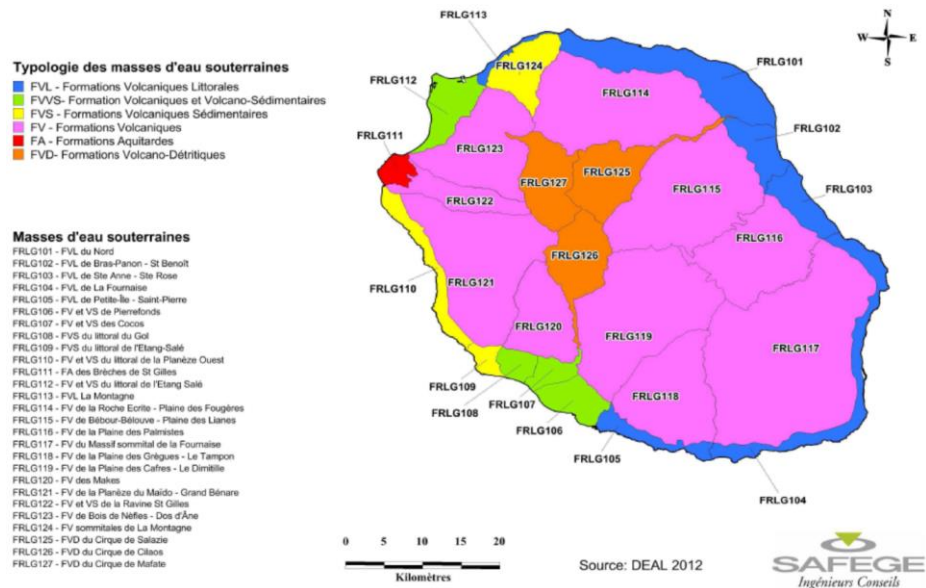 Typologie des masses d'eau souterraines
FVL - Formations Volcaniques Littorales
FVVS- Formation Volcaniques et Volcano-Sédimentaires
FVS - Formations Volcaniques Sédimentaires
FV - Formations Volcaniques
FA - Formations Aquitardes
FVD- Formations Volcano-Détritiques
Masses d'eau souterraines
FRLG101 - FVL du Nord
FRLG102 - FVL de Bras-Panon - St Benoît
FRLG103 - FVL de Ste Anne - Ste Rose
FRLG104 - FVL de La Fournaise
FRLG105 - FVL de Petite-Île - Saint-Pierre
FRLG106 - FV et VS de Pierrefonds
FRLG107 - FV et VS des Cocos
FRLG108 - FVS du littoral du Gol
FRLG109 - FVS du littoral de l'Etang-Salé
FRLG110 - FV et VS du littoral de la Planèze Ouest
FRLG111 - FA des Brèches de St Gilles
FRLG112 - FV et VS du littoral de l'Etang Salé
FRLG113 - FVL La Montagne
FRLG114 - FV de la Roche Ecrite - Plaine des Fougères
FRLG115 - FV de Bébour-Bélouve - Plaine des Lianes
FRLG116 - FV de la Plaine des Palmistes
FRLG117 - FV du Massif sommital de la Fournaise
FRLG118 - FV de la Plaine des Grègues - Le Tampon
FRLG119 - FV de la Plaine des Cafres - Le Dimitille
FRLG120 - FV des Makes
FRLG121 - FV de la Planèze du Maïdo - Grand Bénare
FRLG122 - FV et VS de la Ravine St Gilles
FRLG123 - FV de Bois de Nèfles - Dos d'Âne
FRLG124 - FV sommitales de La Montagne
FRLG125 - FVD du Cirque de Salazie
FRLG126 - FVD du Cirque de Cilaos
FRLG127 - FVD du Cirque de Mafate
FRLG113
N
W E
S
FRLG124
FRLG101
FRLG112
FRLG114
FRLG102
FRLG111
FRLG123
FRLG127
FRLG125
FRLG103
FRLG115
FRLG122
FRLG116
FRLG126
FRLG110
FRLG121
FRLG120
FRLG119
FRLG117
FRLG109
FRLG108
FRLG107
FRLG118
FRLG106
FRLG105
FRLG104
0 5 10 15 20
Kilomètres
Source: DEAL 2012
SAFEGE
Ingénieurs Conseils